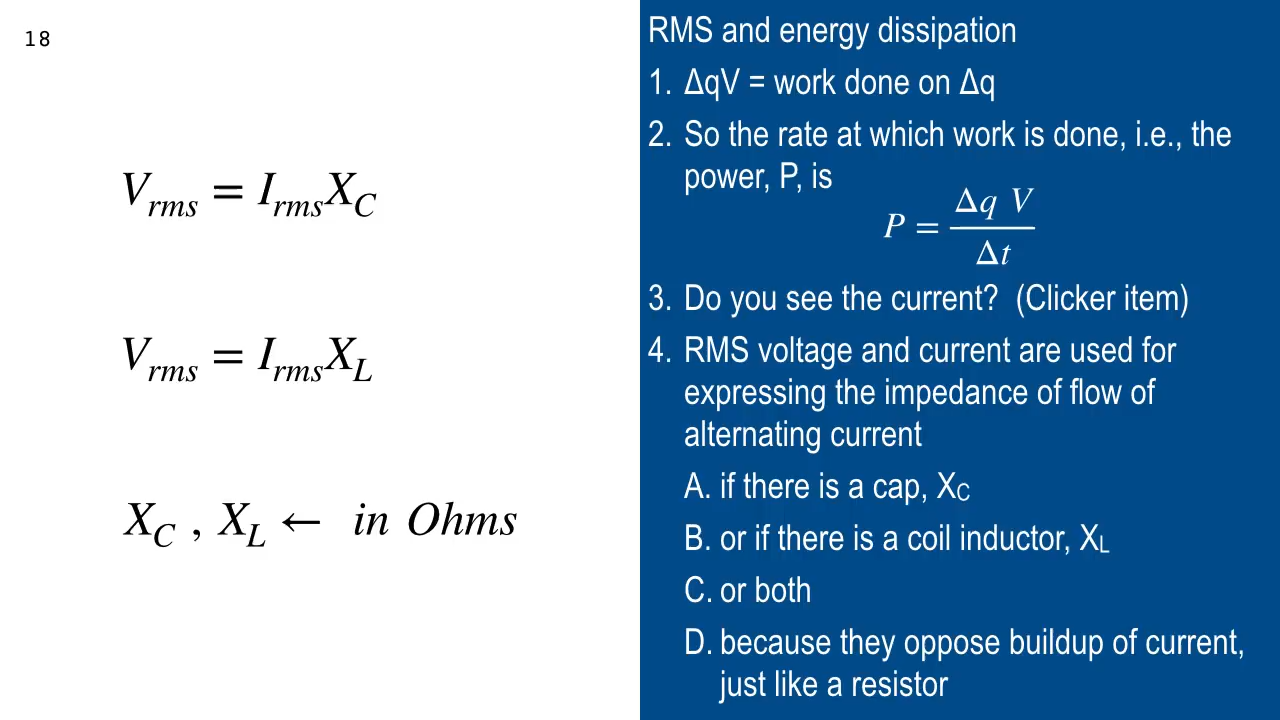 18
V_rms = I_rms X_C
V_rms = I_rms X_L
X_C , X_L ← in Ohms
RMS and energy dissipation
1. ΔqV = work done on Δq
2. So the rate at which work is done, i.e., the
power, P, is
P = Δq V / Δt
3. Do you see the current? (Clicker item)
4. RMS voltage and current are used for
expressing the impedance of flow of
alternating current
A. if there is a cap, X_C
B. or if there is a coil inductor, X_L
C. or both
D. because they oppose buildup of current,
just like a resistor